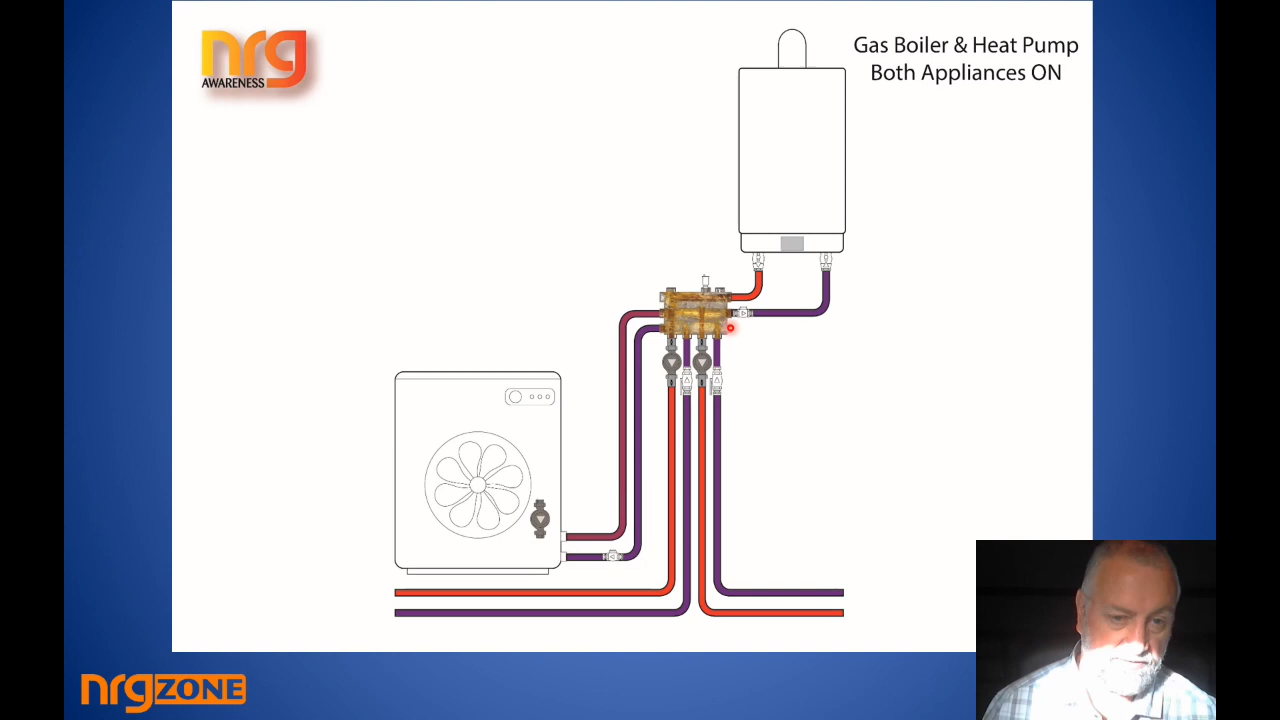 nrg
AWARENESS
Gas Boiler & Heat Pump
Both Appliances ON
nrgZONE